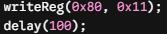 writeReg(0x80, 0x11);
delay(100);